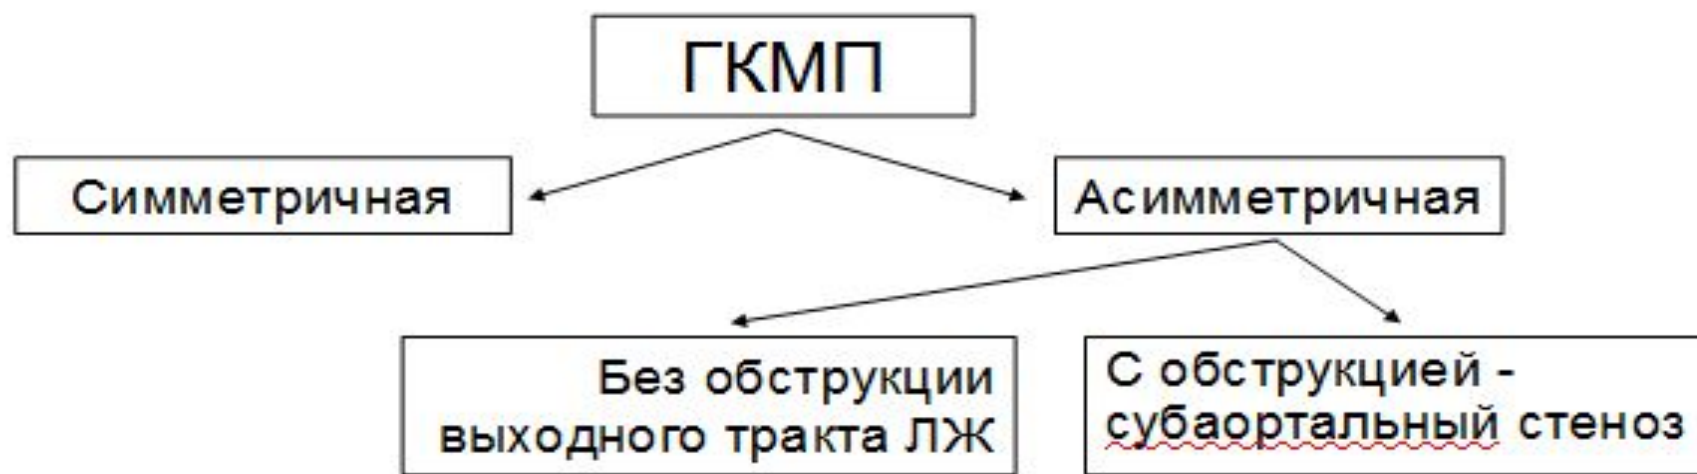 ГКМП
Симметричная
Асимметричная
Без обструкции
выходного тракта ЛЖ
С обструкцией -
субаортальный стеноз